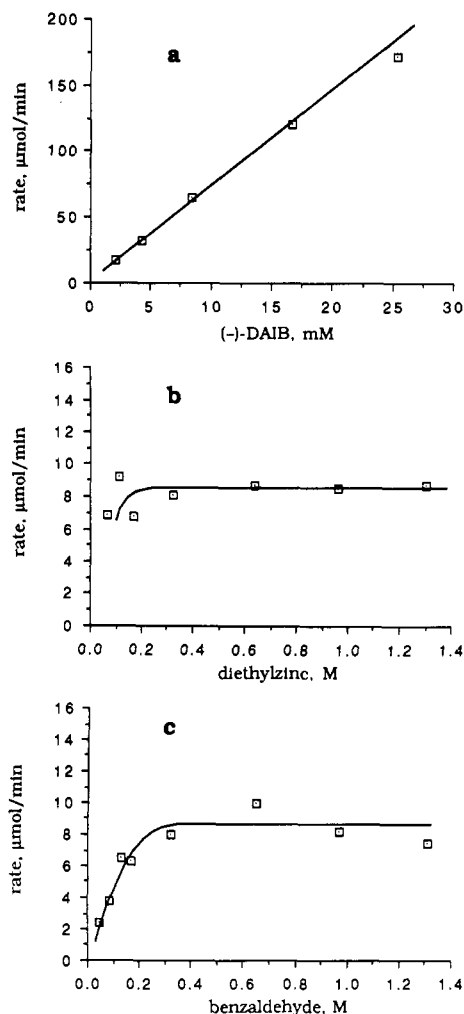 a
rate, μmol/min
200
150
100
50
0
0 5 10 15 20 25 30
(-)-DAIB, mM
b
rate, μmol/min
16
14
12
10
8
6
4
2
0
0.0 0.2 0.4 0.6 0.8 1.0 1.2 1.4
diethylzinc, M
c
rate, μmol/min
16
14
12
10
8
6
4
2
0
0.0 0.2 0.4 0.6 0.8 1.0 1.2 1.4
benzaldehyde, M